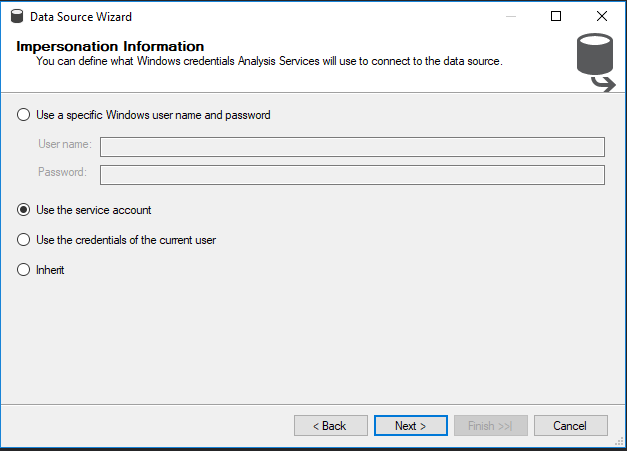 Data Source Wizard
Impersonation Information
You can define what Windows credentials Analysis Services will use to connect to the data source.
Use a specific Windows user name and password
User name:
Password:
Use the service account
Use the credentials of the current user
Inherit
< Back Next > Finish >>| Cancel